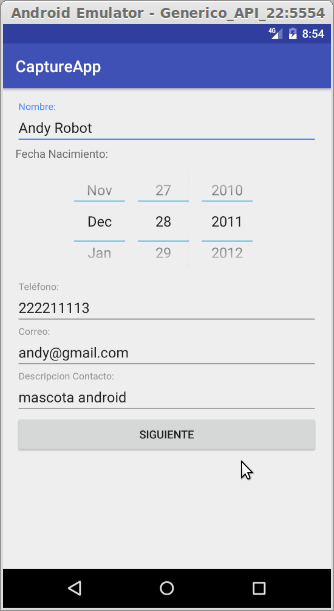 Android Emulator - Generico_API_22:5554
4G 8:54
CaptureApp
Nombre:
Andy Robot
Fecha Nacimiento:
Nov 27 2010
Dec 28 2011
Jan 29 2012
Teléfono:
222211113
Correo:
andy@gmail.com
Descripcion Contacto:
mascota android
SIGUIENTE